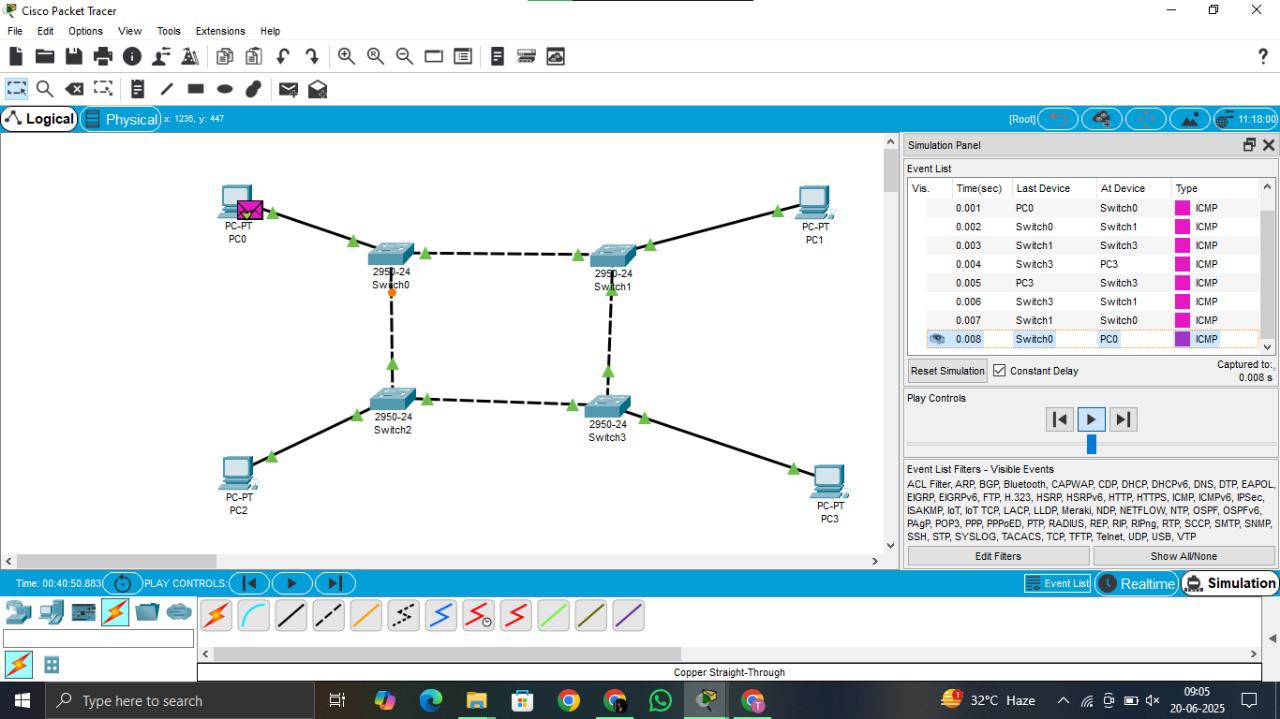 Cisco Packet Tracer
File Edit Options View Tools Extensions Help
Logical Physical x: 1236, y: 447 [Root] 11:18:00
Simulation Panel
Event List
Vis. Time(sec) Last Device At Device Type
0.001 PC0 Switch0 ICMP
0.002 Switch0 Switch1 ICMP
0.003 Switch1 Switch3 ICMP
0.004 Switch3 PC3 ICMP
0.005 PC3 Switch3 ICMP
0.006 Switch3 Switch1 ICMP
0.007 Switch1 Switch0 ICMP
0.008 Switch0 PC0 ICMP
Reset Simulation Constant Delay Captured to:
0.008 s
Play Controls
Event List Filters - Visible Events
ACL Filter, ARP, BGP, Bluetooth, CAPWAP, CDP, DHCP, DHCPv6, DNS, DTP, EAPOL,
EIGRP, EIGRPv6, FTP, H.323, HSRP, HSRPv6, HTTP, HTTPS, ICMP, ICMPv6, IPSec,
ISAKMP, IoT, IoT TCP, LACP, LLDP, Meraki, NDP, NETFLOW, NTP, OSPF, OSPFv6,
PAgP, POP3, PPP, PPPoED, PTP, RADIUS, REP, RIP, RIPng, RTP, SCCP, SMTP, SNMP,
SSH, STP, SYSLOG, TACACS, TCP, TFTP, Telnet, UDP, USB, VTP
Edit Filters Show All/None
PC-PT
PC0
PC-PT
PC1
2950-24
Switch0
2950-24
Switch1
2950-24
Switch2
2950-24
Switch3
PC-PT
PC2
PC-PT
PC3
Time: 00:40:50.883 PLAY CONTROLS: Event List Realtime Simulation
Copper Straight-Through
Type here to search
1
32°C Haze
09:05
20-06-2025